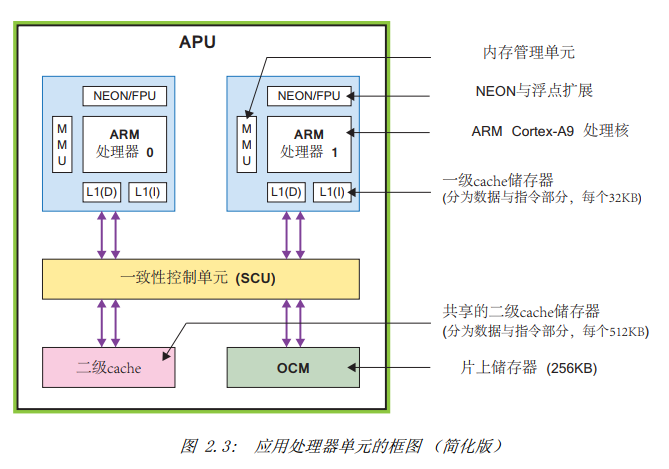 APU
内存管理单元
NEON/FPU
NEON/FPU
NEON与浮点扩展
MMU
ARM
处理器 0
MMU
ARM
处理器 1
ARM Cortex-A9 处理核
L1(D)
L1(I)
L1(D)
L1(I)
一级cache储存器
(分为数据与指令部分，每个32KB)
一致性控制单元 (SCU)
共享的二级cache储存器
(分为数据与指令部分，每个512KB)
二级cache
OCM
片上储存器 (256KB)
图 2.3: 应用处理器单元的框图（简化版）